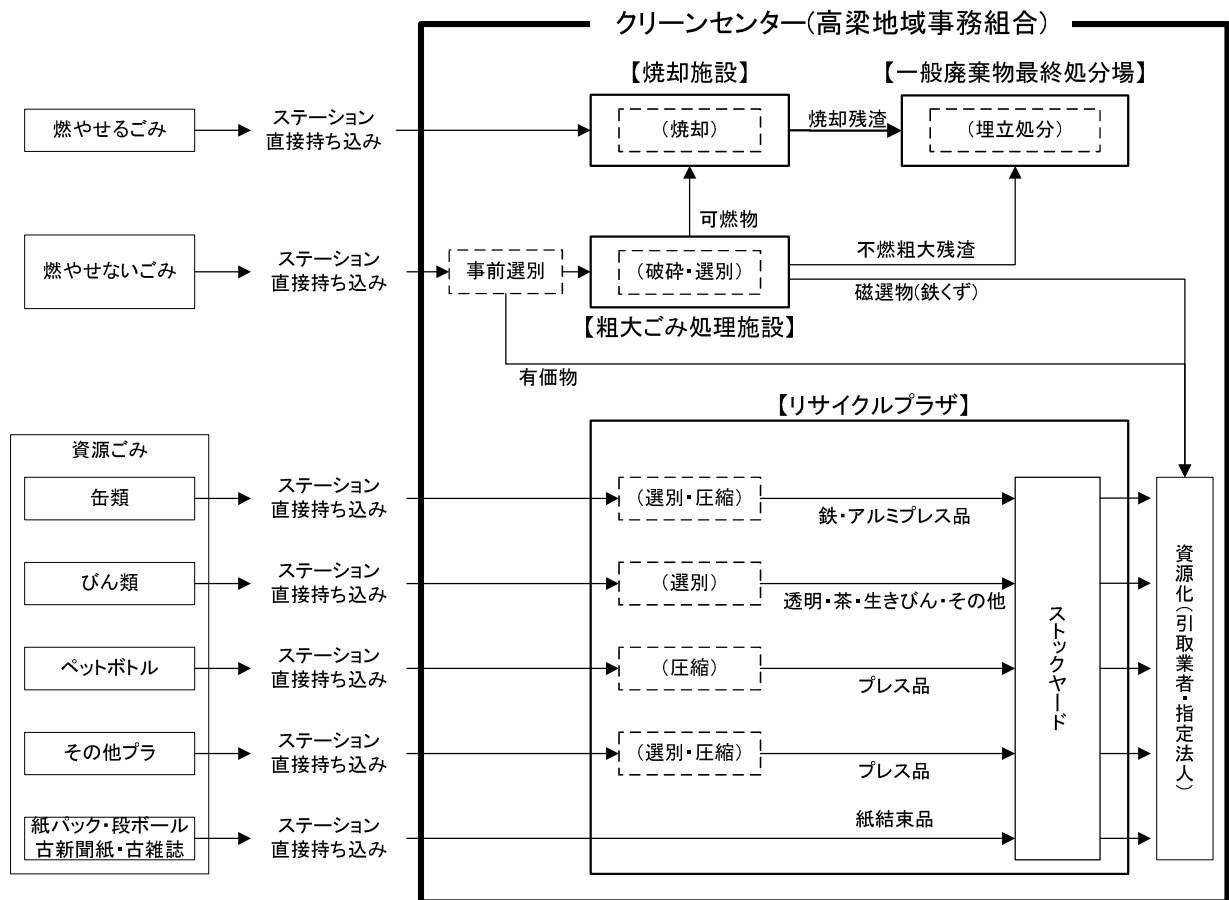 クリーンセンター(高梁地域事務組合)
【焼却施設】
【一般廃棄物最終処分場】
燃やせるごみ
ステーション
直接持ち込み
(焼却)
焼却残渣
(埋立処分)
可燃物
燃やせないごみ
ステーション
直接持ち込み
事前選別
(破砕・選別)
不燃粗大残渣
磁選物(鉄くず)
【粗大ごみ処理施設】
有価物
【リサイクルプラザ】
資源ごみ
缶類
ステーション
直接持ち込み
(選別・圧縮)
鉄・アルミプレス品
びん類
ステーション
直接持ち込み
(選別)
透明・茶・生きびん・その他
ペットボトル
ステーション
直接持ち込み
(圧縮)
プレス品
その他プラ
ステーション
直接持ち込み
(選別・圧縮)
プレス品
紙パック・段ボール
古新聞紙・古雑誌
ステーション
直接持ち込み
紙結束品
ストックヤード
資源化(引取業者・指定法人)